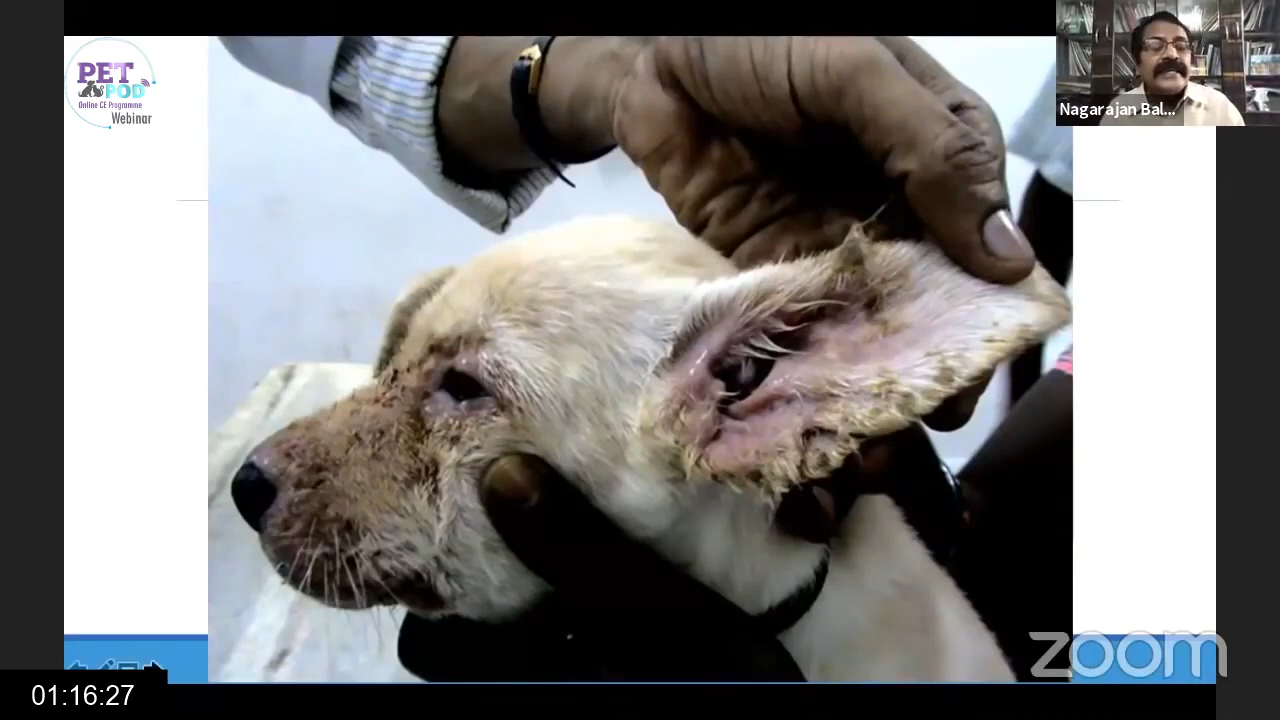 PET
POD
Online CE Programme
Webinar
Nagarajan Bal...
zoom
01:16:27